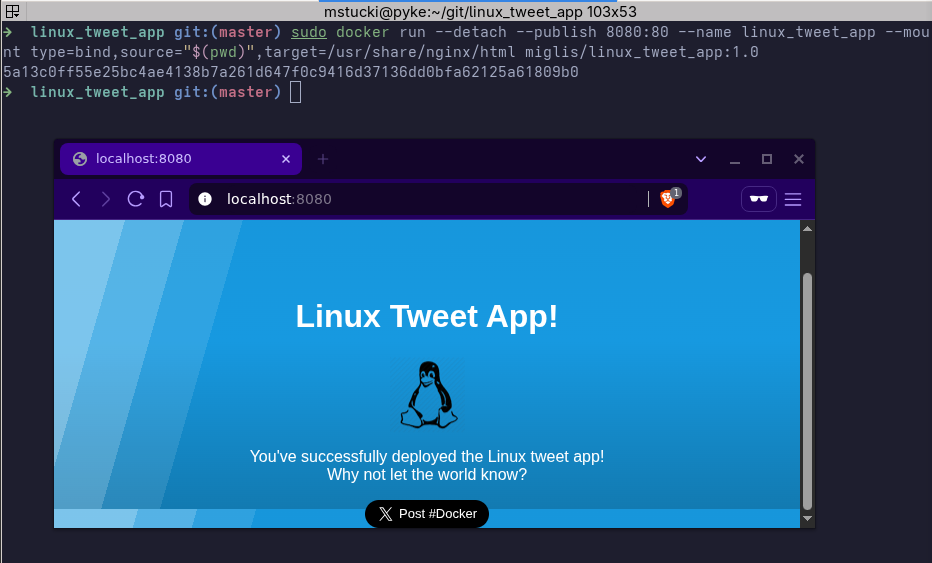 mstucki@pyke:~/git/linux_tweet_app 103x53
➜  linux_tweet_app git:(master) sudo docker run --detach --publish 8080:80 --name linux_tweet_app --mou
nt type=bind,source="$(pwd)",target=/usr/share/nginx/html miglis/linux_tweet_app:1.0
5a13c0ff55e25bc4ae4138b7a261d647f0c9416d37136dd0bfa62125a61809b0
➜  linux_tweet_app git:(master)
localhost:8080
localhost:8080
1
Linux Tweet App!
You've successfully deployed the Linux tweet app!
Why not let the world know?
Post #Docker